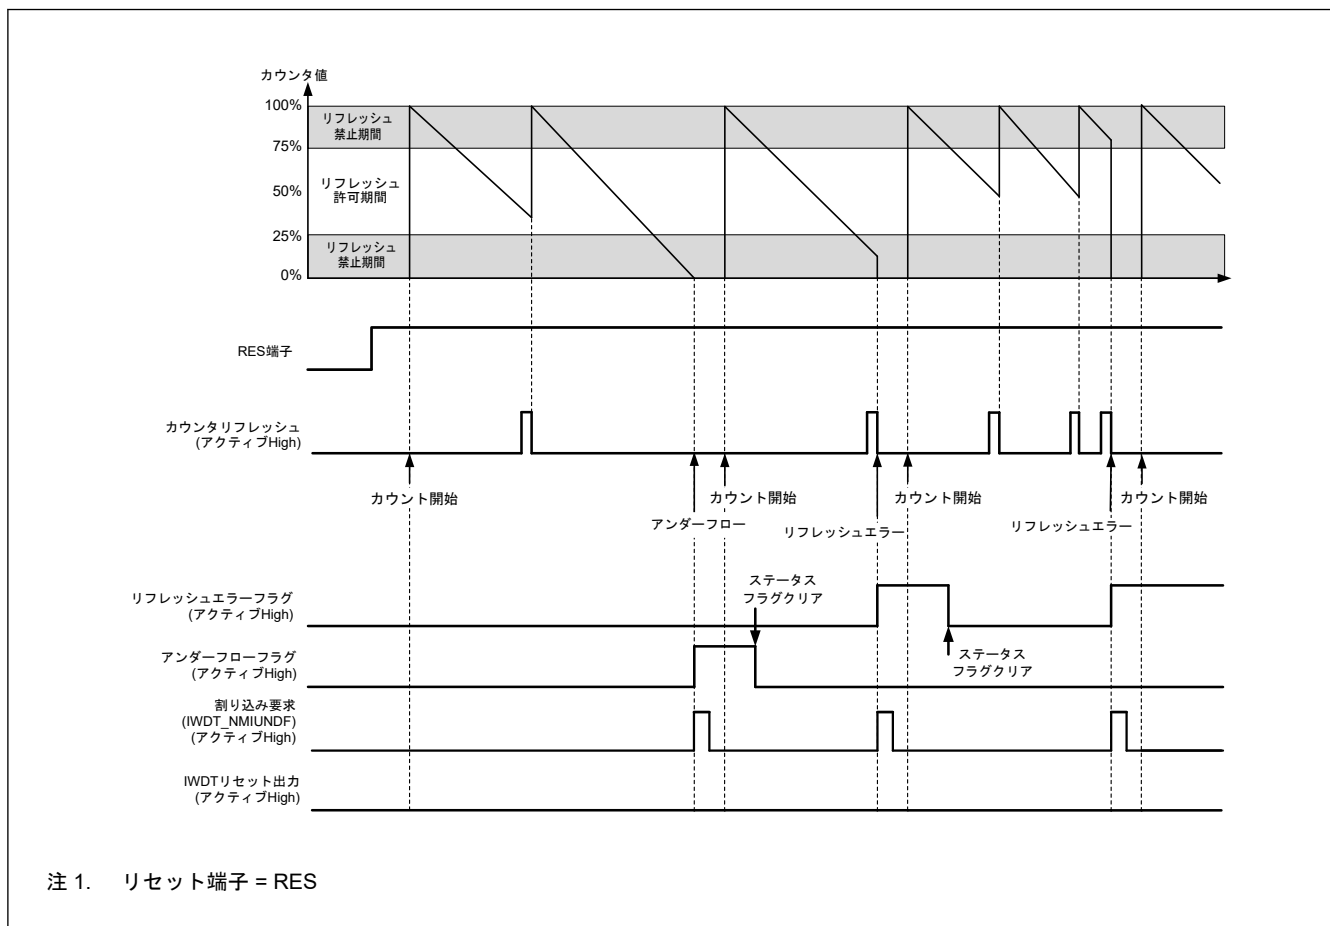 カウンタ値
100%
リフレッシュ
禁止期間
75%
リフレッシュ
許可期間
50%
25%
リフレッシュ
禁止期間
0%
RES端子
カウンタリフレッシュ
(アクティブHigh)
カウント開始
カウント開始
カウント開始
カウント開始
アンダーフロー
リフレッシュエラー
リフレッシュエラー
ステータス
フラグクリア
リフレッシュエラーフラグ
(アクティブHigh)
アンダーフローフラグ
(アクティブHigh)
ステータス
フラグクリア
割り込み要求
(IWDT_NMIUNDF)
(アクティブHigh)
IWDTリセット出力
(アクティブHigh)
注 1. リセット端子 = RES